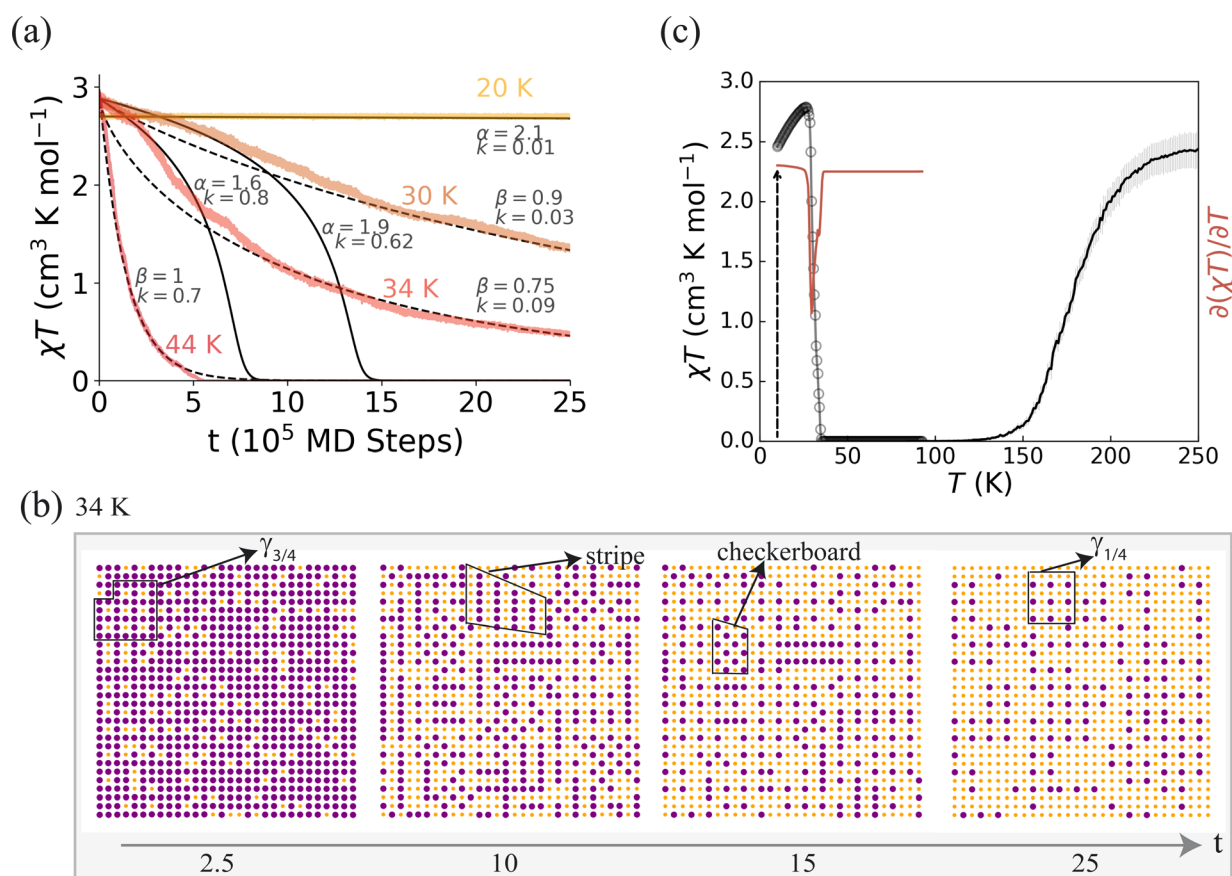 (a)
3
2
1
0
χT (cm³ K mol⁻¹)
20 K
α = 2.1
k = 0.01
α = 1.6
k = 0.8
30 K
β = 0.9
k = 0.03
α = 1.9
k = 0.62
β = 1
k = 0.7
34 K
β = 0.75
k = 0.09
44 K
0 5 10 15 20 25
t (10⁵ MD Steps)
(c)
3.0
2.5
2.0
1.5
1.0
0.5
0.0
χT (cm³ K mol⁻¹)
∂(χT)/∂T
0 50 100 150 200 250
T (K)
(b) 34 K
γ3/4
stripe
checkerboard
γ1/4
2.5 10 15 25
t